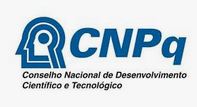 CNPq
Conselho Nacional de Desenvolvimento
Científico e Tecnológico